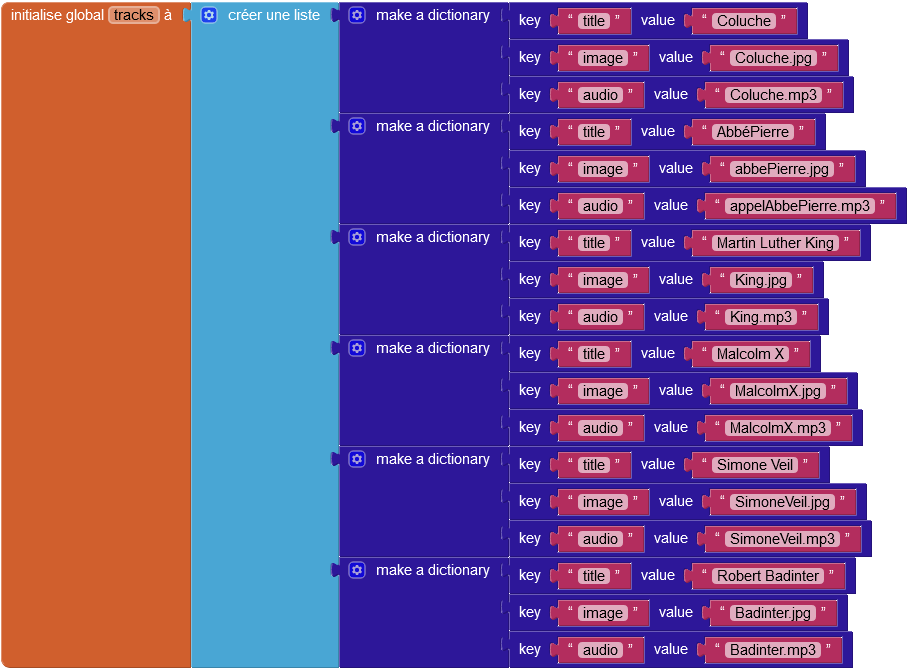 initialise global tracks à créer une liste make a dictionary key “ title ” value “ Coluche ”
key “ image ” value “ Coluche.jpg ”
key “ audio ” value “ Coluche.mp3 ”
make a dictionary key “ title ” value “ AbbéPierre ”
key “ image ” value “ abbePierre.jpg ”
key “ audio ” value “ appelAbbePierre.mp3 ”
make a dictionary key “ title ” value “ Martin Luther King ”
key “ image ” value “ King.jpg ”
key “ audio ” value “ King.mp3 ”
make a dictionary key “ title ” value “ Malcolm X ”
key “ image ” value “ MalcolmX.jpg ”
key “ audio ” value “ MalcolmX.mp3 ”
make a dictionary key “ title ” value “ Simone Veil ”
key “ image ” value “ SimoneVeil.jpg ”
key “ audio ” value “ SimoneVeil.mp3 ”
make a dictionary key “ title ” value “ Robert Badinter ”
key “ image ” value “ Badinter.jpg ”
key “ audio ” value “ Badinter.mp3 ”